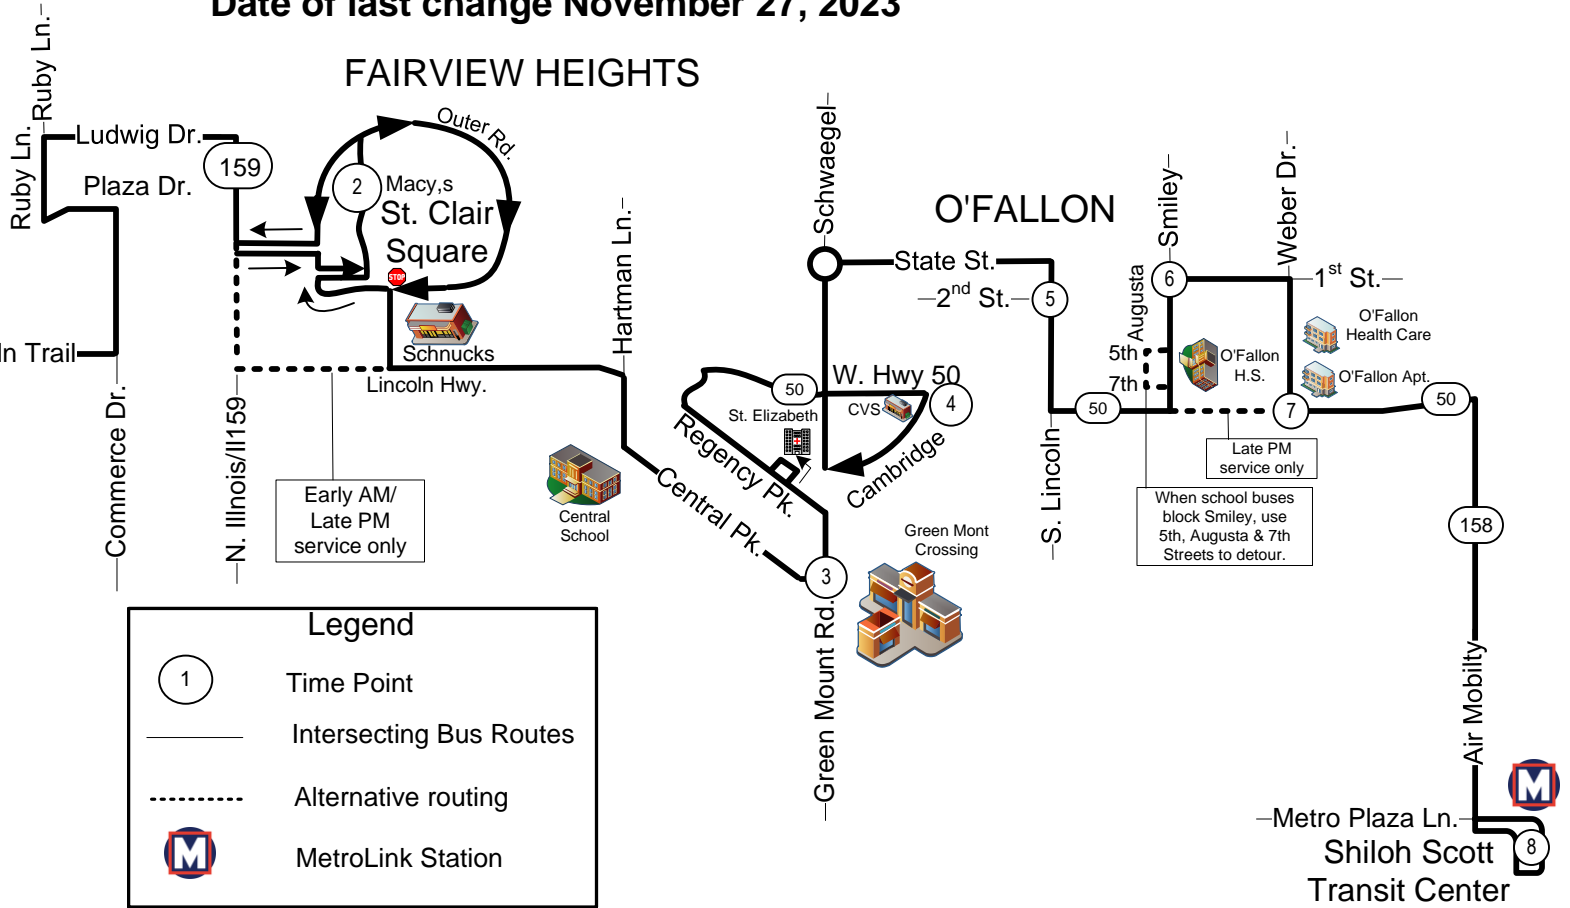 Date of last change November 27, 2023
FAIRVIEW HEIGHTS
O'FALLON
Ruby Ln.
Ruby Ln.
Ludwig Dr.
159
Plaza Dr.
Outer Rd.
2
Macy,s
St. Clair
Square
STOP
Schnucks
Lincoln Hwy.
ln Trail
Commerce Dr.
N. Illinois/Il159
Early AM/
Late PM
service only
Hartman Ln.
Central
School
Central Pk.
Regency Pk.
St. Elizabeth
50
W. Hwy 50
CVS
4
Cambridge
Schwaegel
3
Green Mount Rd.
Green Mont
Crossing
State St.
2nd St.
5
S. Lincoln
50
Smiley
6
Augusta
5th
7th
O'Fallon
H.S.
Weber Dr.
1st St.
O'Fallon
Health Care
O'Fallon Apt.
7
50
Late PM
service only
When school buses
block Smiley, use
5th, Augusta & 7th
Streets to detour.
158
Air Mobilty
M
Metro Plaza Ln.
8
Shiloh Scott
Transit Center
Legend
1
Time Point
Intersecting Bus Routes
Alternative routing
M
MetroLink Station